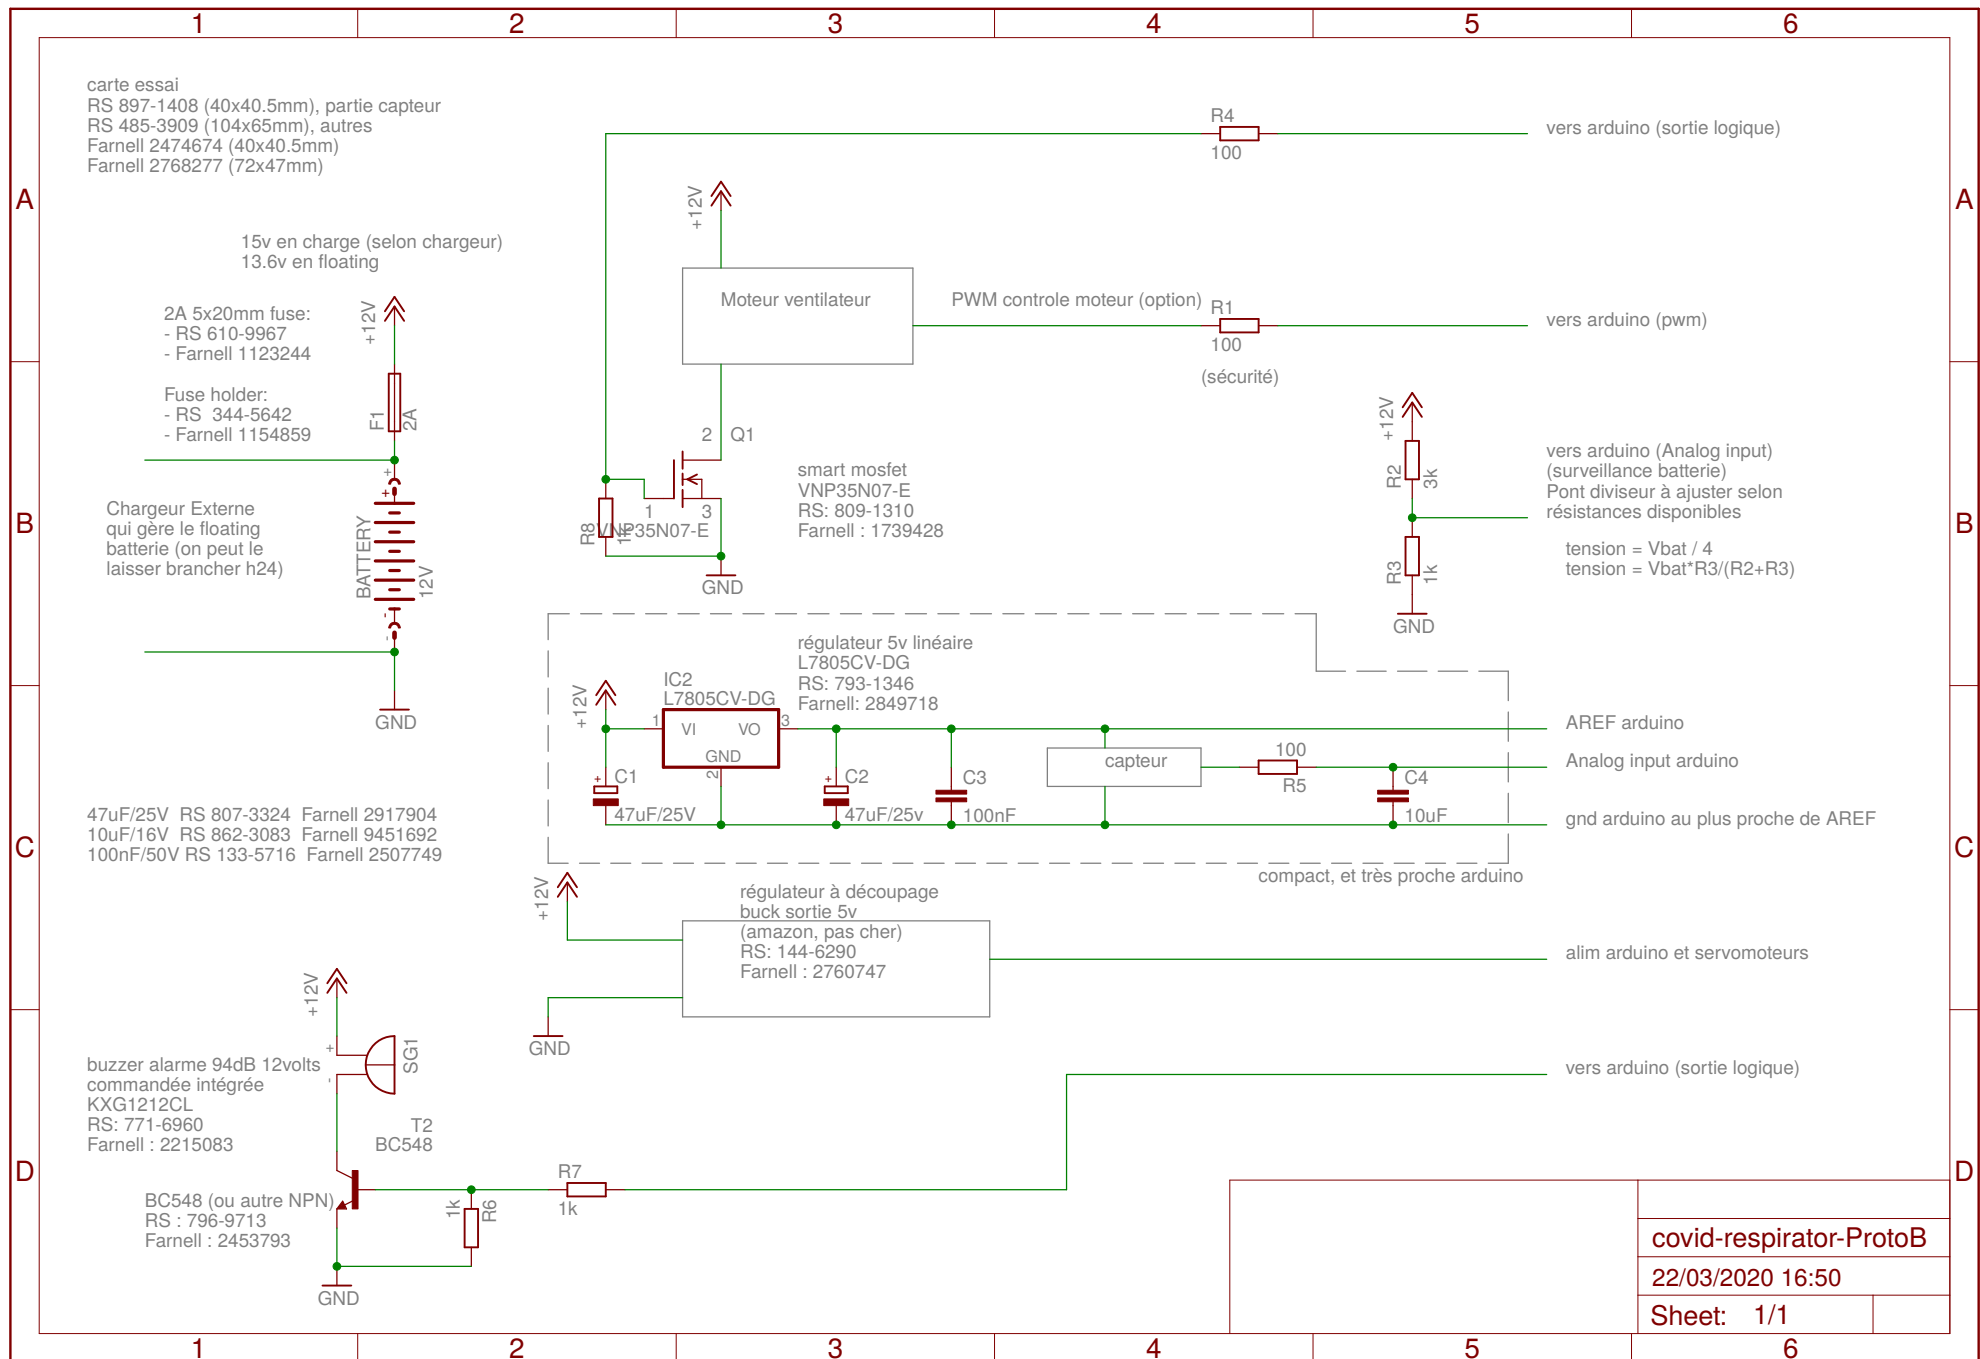 1 2 3 4 5 6
A A
B B
C C
D D
carte essai
RS 897-1408 (40x40.5mm), partie capteur
RS 485-3909 (104x65mm), autres
Farnell 2474674 (40x40.5mm)
Farnell 2768277 (72x47mm)
15v en charge (selon chargeur)
13.6v en floating
2A 5x20mm fuse:
- RS 610-9967
- Farnell 1123244
Fuse holder:
- RS  344-5642
- Farnell 1154859
+12V
F1
2A
+
+
BATTERY
12V
-
-
GND
Chargeur Externe
qui gère le floating
batterie (on peut le
laisser brancher h24)
R4
100
vers arduino (sortie logique)
+12V
Moteur ventilateur
PWM controle moteur (option)
R1
100
(sécurité)
vers arduino (pwm)
2
Q1
1
3
R8
VNP35N07-E
GND
smart mosfet
VNP35N07-E
RS: 809-1310
Farnell : 1739428
+12V
R2
3k
R3
1k
GND
vers arduino (Analog input)
(surveillance batterie)
Pont diviseur à ajuster selon
résistances disponibles
tension = Vbat / 4
tension = Vbat*R3/(R2+R3)
régulateur 5v linéaire
L7805CV-DG
RS: 793-1346
Farnell: 2849718
+12V
IC2
L7805CV-DG
1
VI
VO
3
GND
2
+
C1
47uF/25V
+
C2
47uF/25v
C3
100nF
capteur
100
R5
C4
10uF
AREF arduino
Analog input arduino
gnd arduino au plus proche de AREF
compact, et très proche arduino
47uF/25V  RS 807-3324  Farnell 2917904
10uF/16V  RS 862-3083  Farnell 9451692
100nF/50V RS 133-5716  Farnell 2507749
+12V
GND
régulateur à découpage
buck sortie 5v
(amazon, pas cher)
RS: 144-6290
Farnell : 2760747
alim arduino et servomoteurs
+12V
+
-
SG1
buzzer alarme 94dB 12volts
commandée intégrée
KXG1212CL
RS: 771-6960
Farnell : 2215083
T2
BC548
BC548 (ou autre NPN)
RS : 796-9713
Farnell : 2453793
GND
1k
R6
R7
1k
vers arduino (sortie logique)
covid-respirator-ProtoB
22/03/2020 16:50
Sheet: 1/1
1 2 3 4 5 6